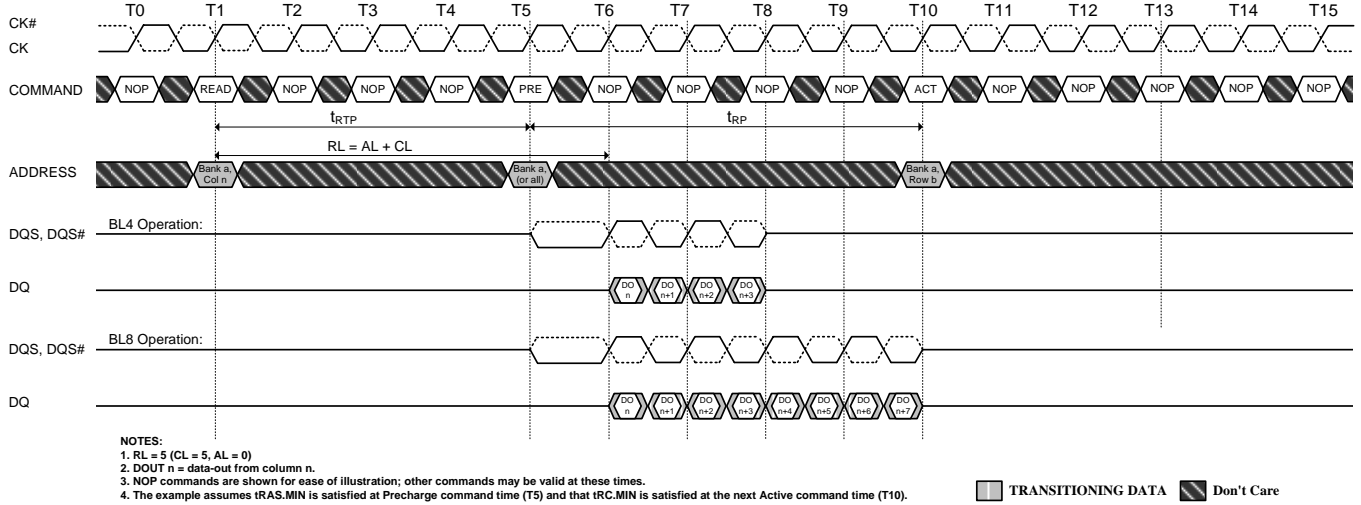 T0 T1 T2 T3 T4 T5 T6 T7 T8 T9 T10 T11 T12 T13 T14 T15
CK#
CK
COMMAND NOP READ NOP NOP NOP PRE NOP NOP NOP NOP ACT NOP NOP NOP NOP NOP
tRTP tRP
RL = AL + CL
ADDRESS Bank a, Col n Bank a, (or all) Bank a, Row b
BL4 Operation:
DQS, DQS#
DQ DO n DO n+1 DO n+2 DO n+3
BL8 Operation:
DQS, DQS#
DQ DO n DO n+1 DO n+2 DO n+3 DO n+4 DO n+5 DO n+6 DO n+7
NOTES:
1. RL = 5 (CL = 5, AL = 0)
2. DOUT n = data-out from column n.
3. NOP commands are shown for ease of illustration; other commands may be valid at these times.
4. The example assumes tRAS.MIN is satisfied at Precharge command time (T5) and that tRC.MIN is satisfied at the next Active command time (T10).
TRANSITIONING DATA Don't Care